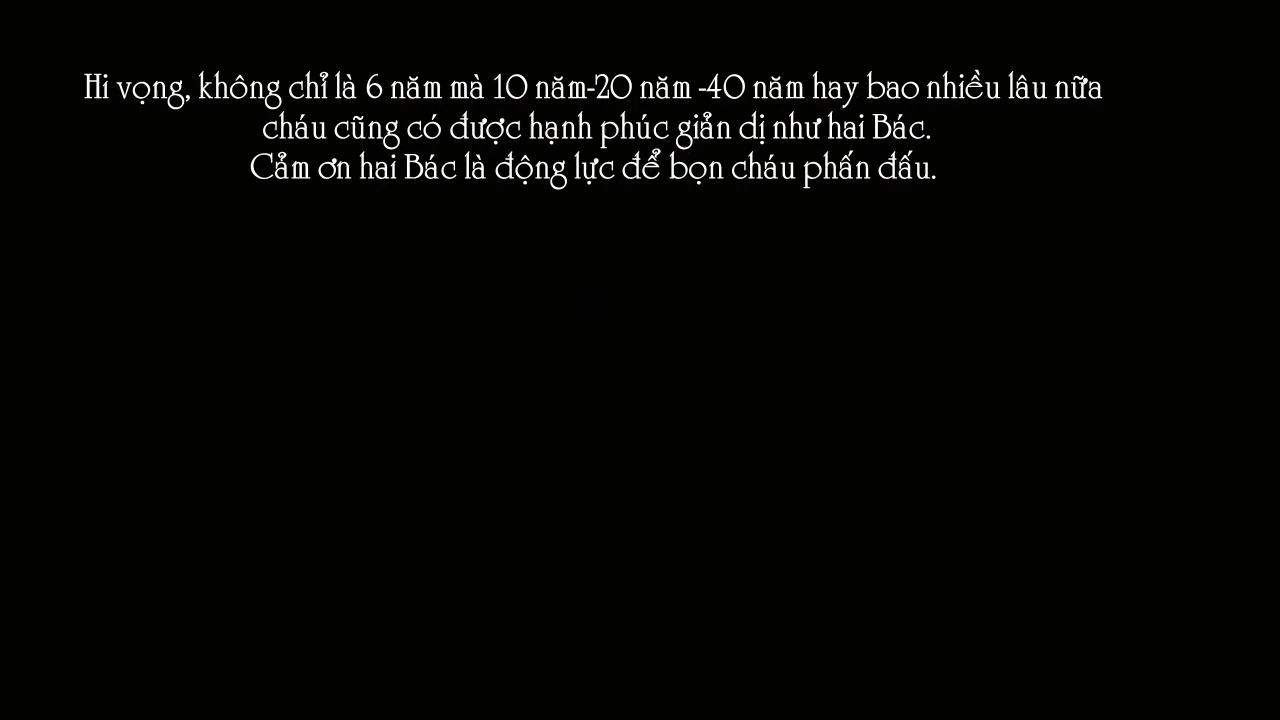 Hi vọng, không chỉ là 6 năm mà 10 năm-20 năm -40 năm hay bao nhiều lâu nữa
cháu cũng có được hạnh phúc giản dị như hai Bác.
Cảm ơn hai Bác là động lực để bọn cháu phấn đấu.